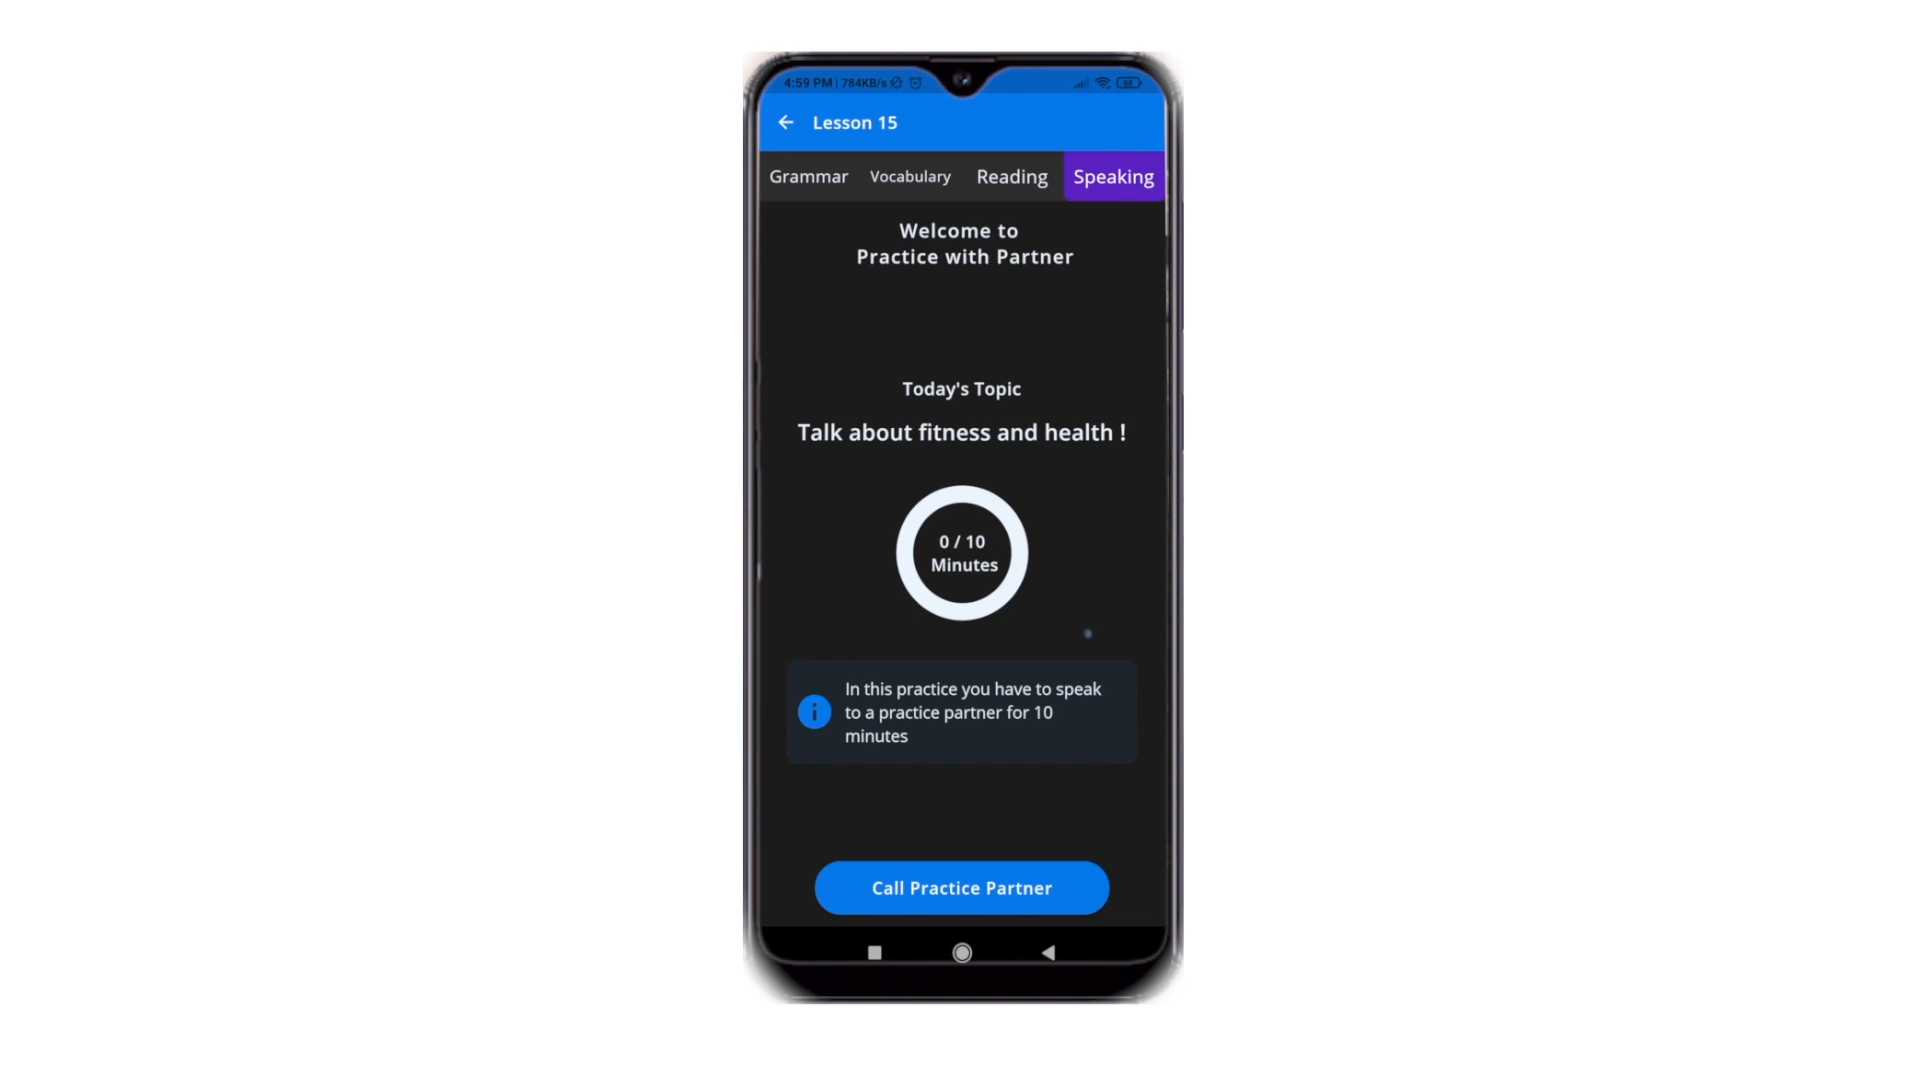 4:59 PM | 784KB/s
68
Lesson 15
Grammar Vocabulary Reading Speaking
Welcome to
Practice with Partner
Today's Topic
Talk about fitness and health !
0 / 10
Minutes
In this practice you have to speak
to a practice partner for 10
minutes
Call Practice Partner